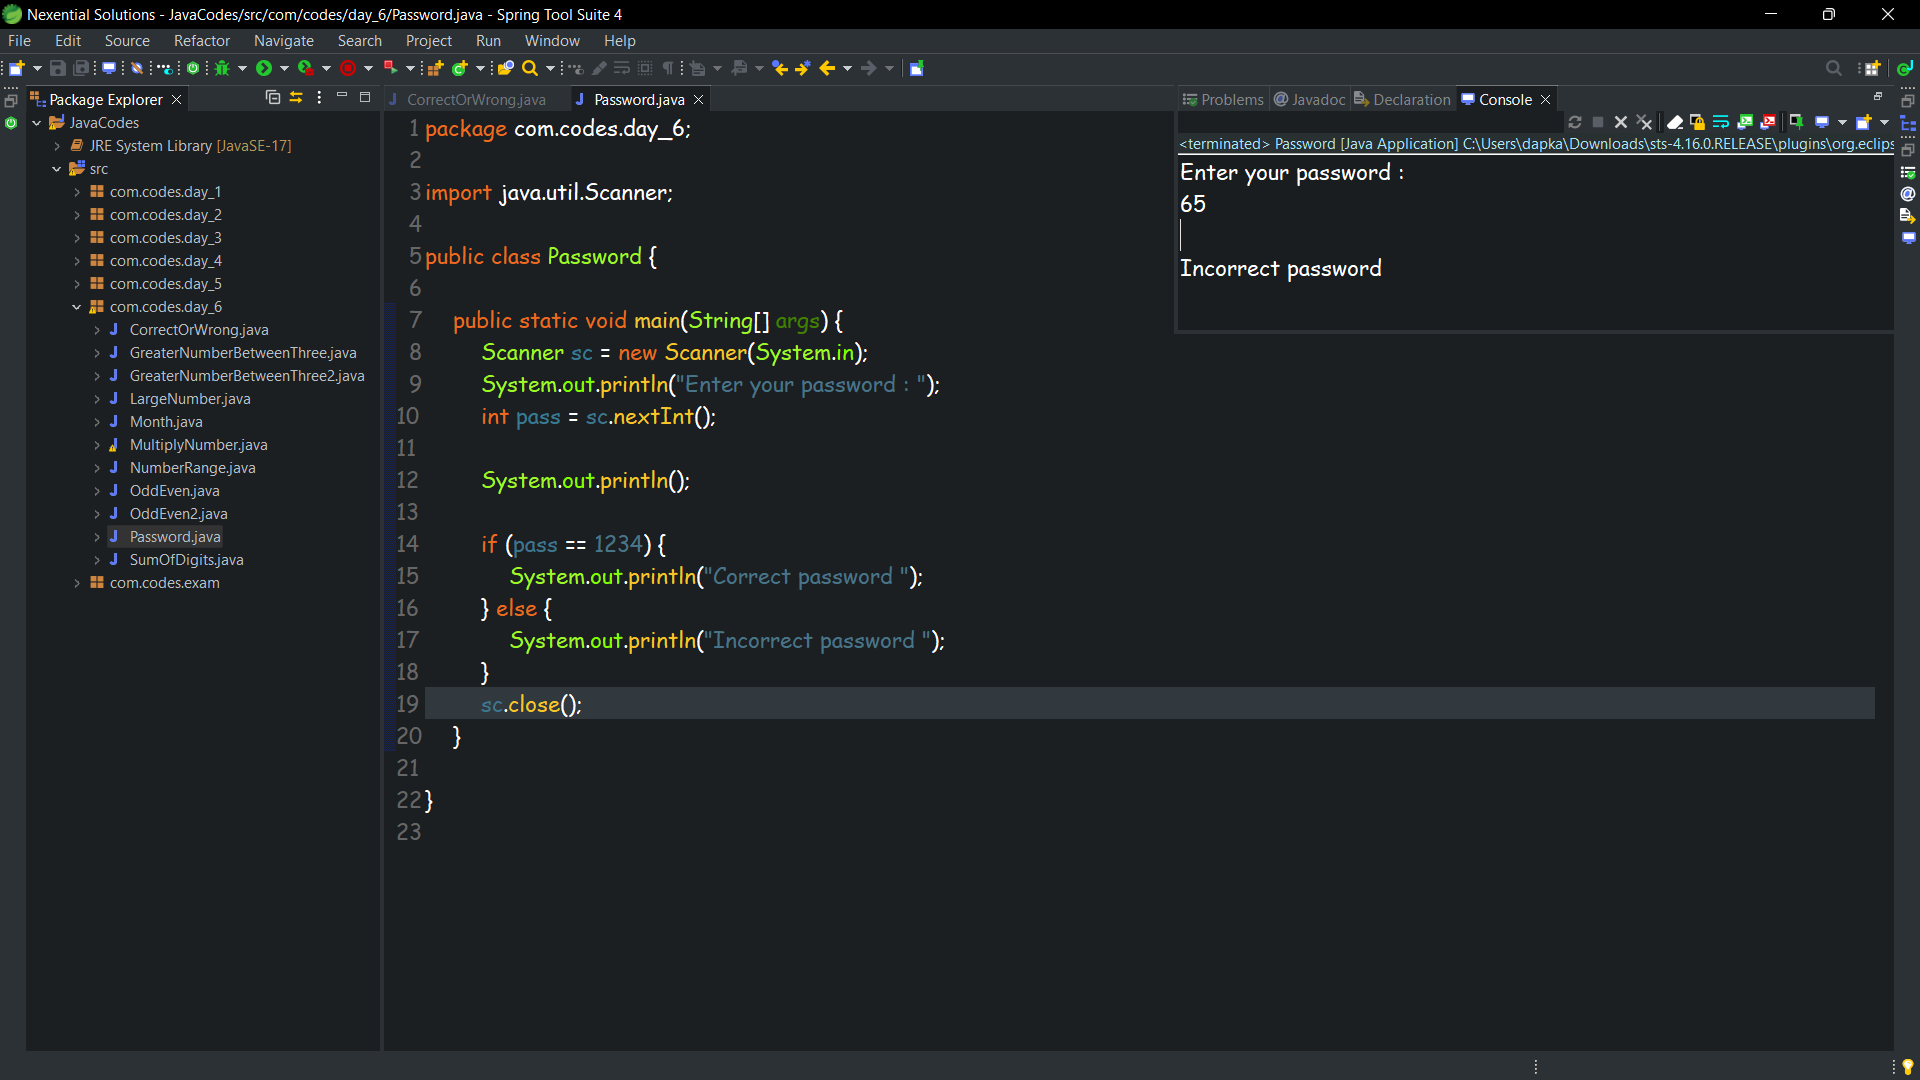 Nexential Solutions - JavaCodes/src/com/codes/day_6/Password.java - Spring Tool Suite 4
File Edit Source Refactor Navigate Search Project Run Window Help
Package Explorer
JavaCodes
JRE System Library [JavaSE-17]
src
com.codes.day_1
com.codes.day_2
com.codes.day_3
com.codes.day_4
com.codes.day_5
com.codes.day_6
CorrectOrWrong.java
GreaterNumberBetweenThree.java
GreaterNumberBetweenThree2.java
LargeNumber.java
Month.java
MultiplyNumber.java
NumberRange.java
OddEven.java
OddEven2.java
Password.java
SumOfDigits.java
com.codes.exam
CorrectOrWrong.java Password.java
1 package com.codes.day_6;
2
3 import java.util.Scanner;
4
5 public class Password {
6
7 public static void main(String[] args) {
8 Scanner sc = new Scanner(System.in);
9 System.out.println("Enter your password : ");
10 int pass = sc.nextInt();
11
12 System.out.println();
13
14 if (pass == 1234) {
15 System.out.println("Correct password ");
16 } else {
17 System.out.println("Incorrect password ");
18 }
19 sc.close();
20 }
21
22 }
23
Problems Javadoc Declaration Console
<terminated> Password [Java Application] C:\Users\dapka\Downloads\sts-4.16.0.RELEASE\plugins\org.eclips
Enter your password :
65
Incorrect password